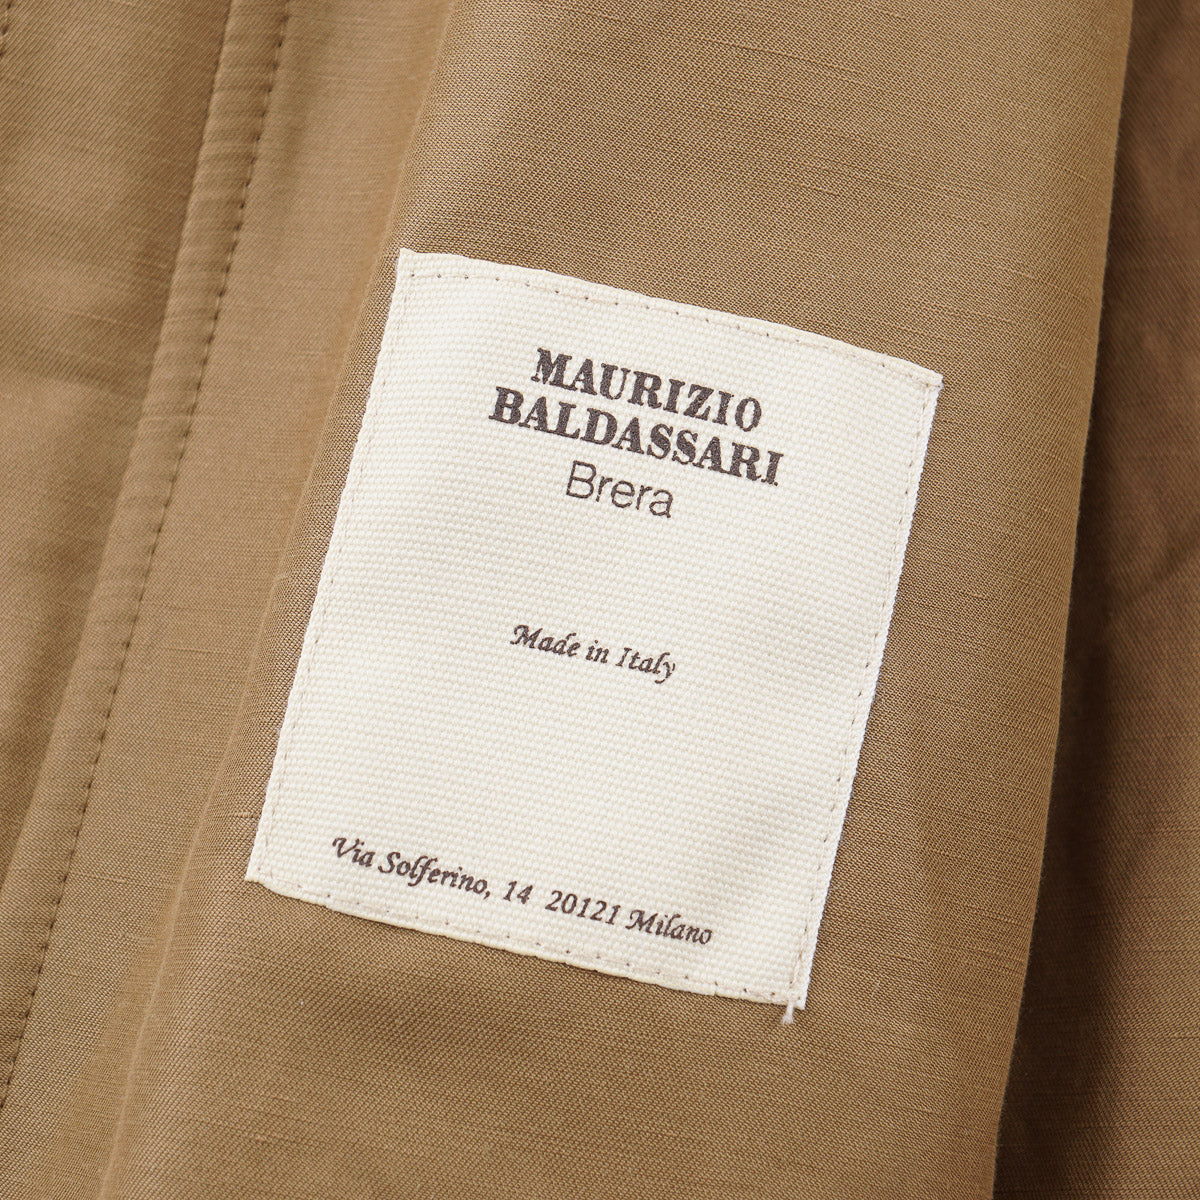 MAURIZIO
BALDASSARI
Brera
Made in Italy
Via Solferino, 14 20121 Milano